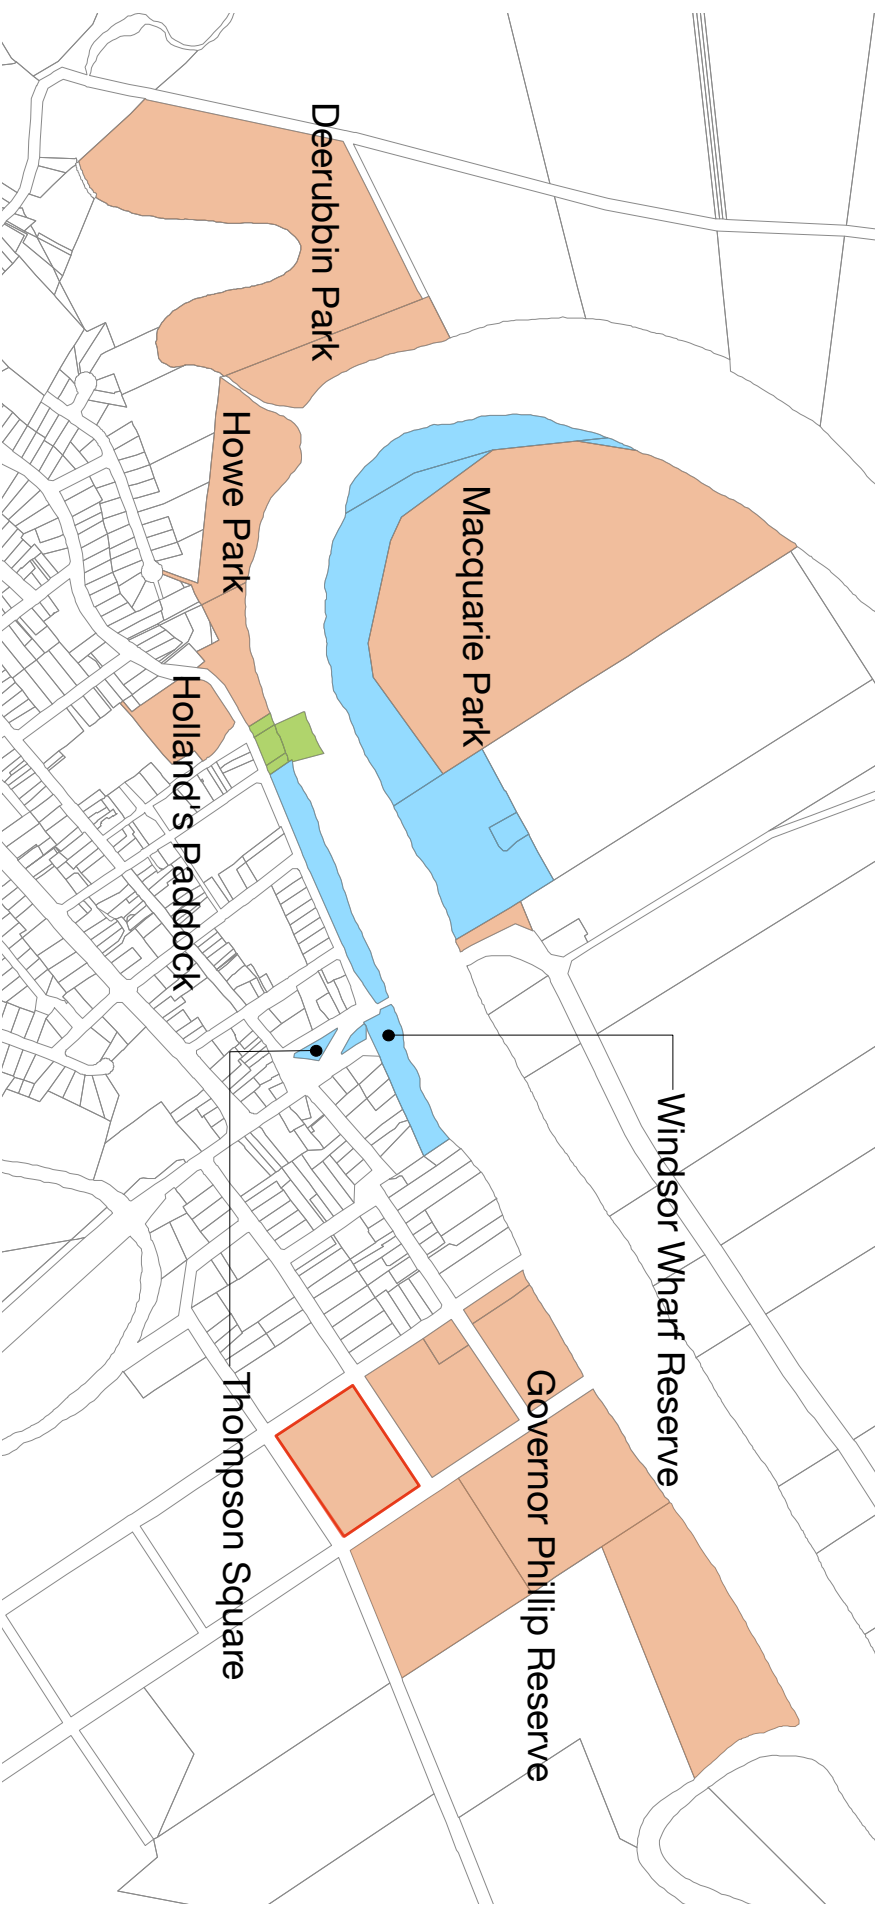 Deerubbin Park
Howe Park
Macquarie Park
Holland's Paddock
Windsor Wharf Reserve
Thompson Square
Governor Phillip Reserve